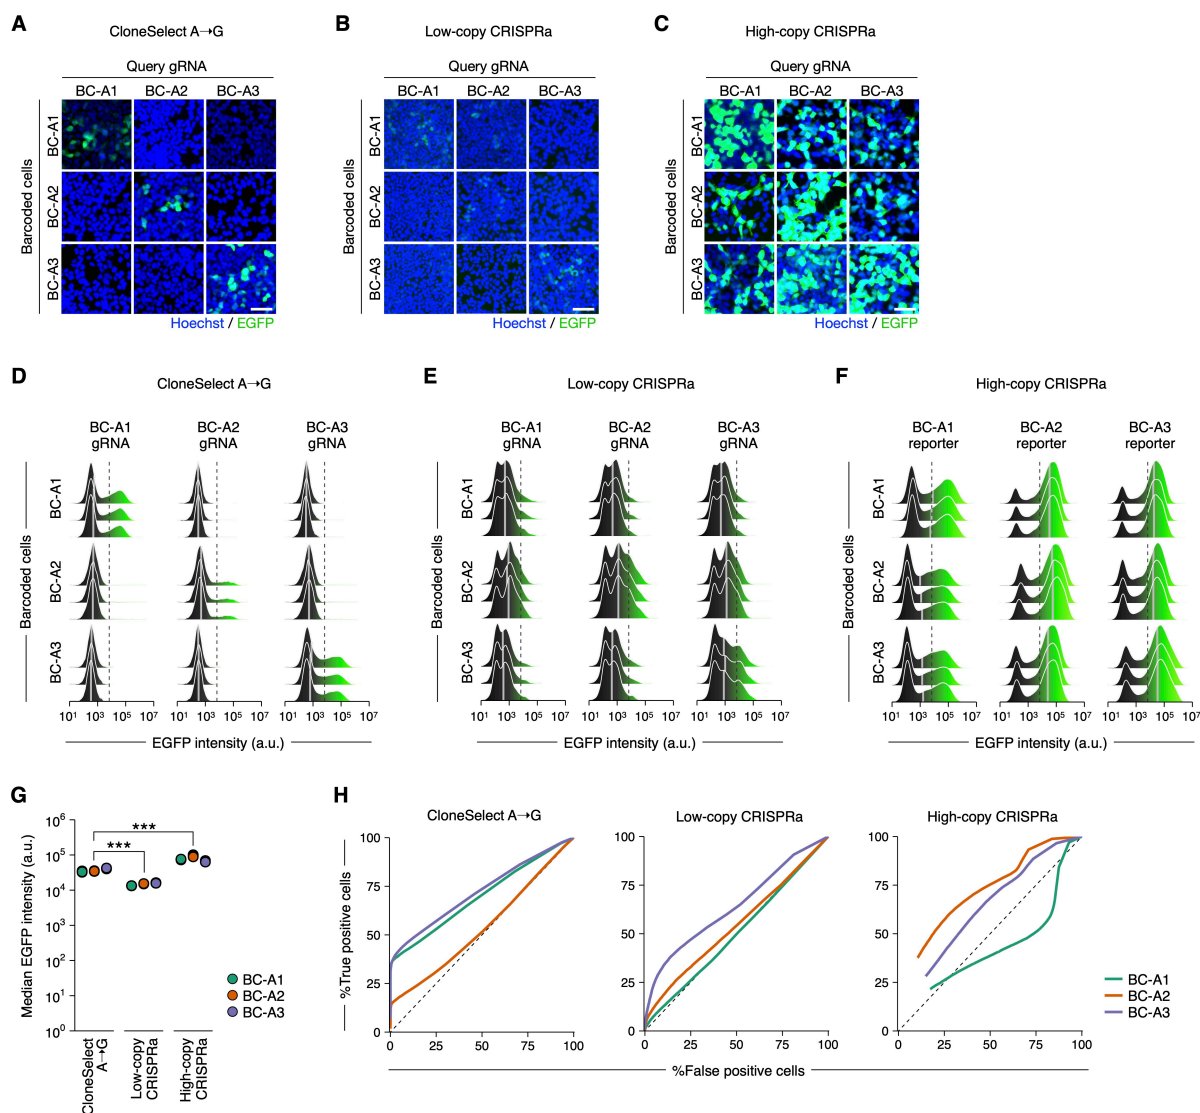 A
CloneSelect A→G
Query gRNA
BC-A1 BC-A2 BC-A3
Barcoded cells
BC-A1
BC-A2
BC-A3
Hoechst / EGFP
B
Low-copy CRISPRa
Query gRNA
BC-A1 BC-A2 BC-A3
Barcoded cells
BC-A1
BC-A2
BC-A3
Hoechst / EGFP
C
High-copy CRISPRa
Query gRNA
BC-A1 BC-A2 BC-A3
Barcoded cells
BC-A1
BC-A2
BC-A3
Hoechst / EGFP
D
CloneSelect A→G
BC-A1 gRNA
BC-A2 gRNA
BC-A3 gRNA
Barcoded cells
BC-A1
BC-A2
BC-A3
10¹ 10³ 10⁵ 10⁷ 10¹ 10³ 10⁵ 10⁷ 10¹ 10³ 10⁵ 10⁷
EGFP intensity (a.u.)
E
Low-copy CRISPRa
BC-A1 gRNA
BC-A2 gRNA
BC-A3 gRNA
Barcoded cells
BC-A1
BC-A2
BC-A3
10¹ 10³ 10⁵ 10⁷ 10¹ 10³ 10⁵ 10⁷ 10¹ 10³ 10⁵ 10⁷
EGFP intensity (a.u.)
F
High-copy CRISPRa
BC-A1 reporter
BC-A2 reporter
BC-A3 reporter
Barcoded cells
BC-A1
BC-A2
BC-A3
10¹ 10³ 10⁵ 10⁷ 10¹ 10³ 10⁵ 10⁷ 10¹ 10³ 10⁵ 10⁷
EGFP intensity (a.u.)
G
Median EGFP intensity (a.u.)
10⁶
10⁵
10⁴
10³
10²
10¹
10⁰
***
***
CloneSelect A→G
Low-copy CRISPRa
High-copy CRISPRa
BC-A1
BC-A2
BC-A3
H
%True positive cells
CloneSelect A→G
100
75
50
25
0
0 25 50 75 100
Low-copy CRISPRa
100
75
50
25
0
0 25 50 75 100
High-copy CRISPRa
100
75
50
25
0
0 25 50 75 100
%False positive cells
BC-A1
BC-A2
BC-A3